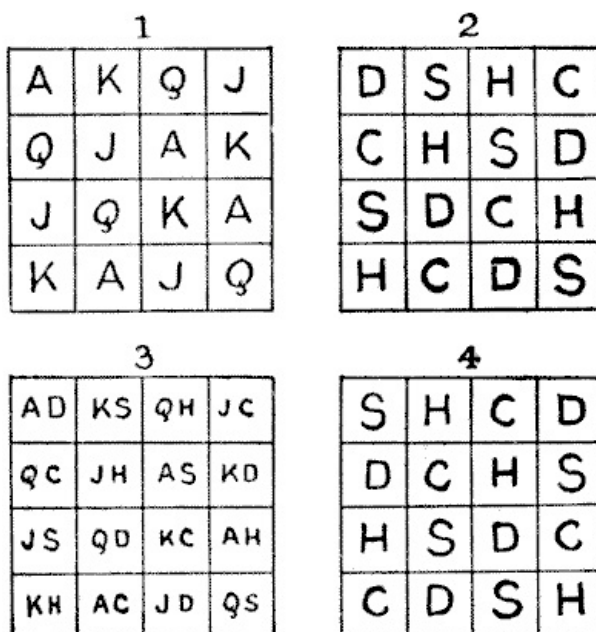 1
A K Q J
Q J A K
J Q K A
K A J Q
2
D S H C
C H S D
S D C H
H C D S
3
AD KS QH JC
QC JH AS KD
JS QD KC AH
KH AC JD QS
4
S H C D
D C H S
H S D C
C D S H